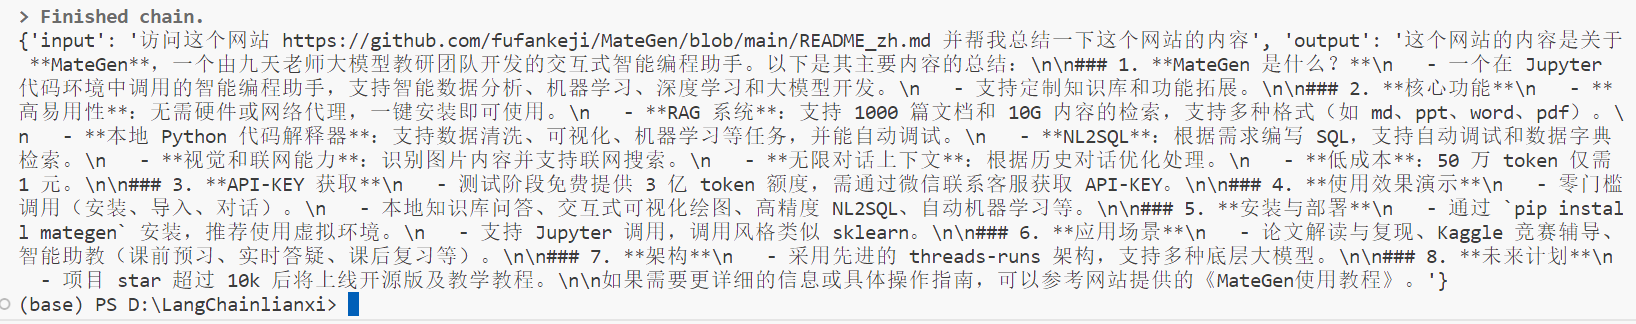 > Finished chain.
{'input': '访问这个网站 https://github.com/fufankeji/MateGen/blob/main/README_zh.md 并帮我总结一下这个网站的内容', 'output': '这个网站的内容是关于
 **MateGen**，一个由九天老师大模型教研团队开发的交互式智能编程助手。以下是其主要内容的总结：\n\n### 1. **MateGen 是什么？**\n   - 一个在 Jupyter
代码环境中调用的智能编程助手，支持智能数据分析、机器学习、深度学习和大模型开发。\n   - 支持定制知识库和功能拓展。\n\n### 2. **核心功能**\n   - **
高易用性**：无需硬件或网络代理，一键安装即可使用。\n   - **RAG 系统**：支持 1000 篇文档和 10G 内容的检索，支持多种格式（如 md、ppt、word、pdf）。\
n   - **本地 Python 代码解释器**：支持数据清洗、可视化、机器学习等任务，并能自动调试。\n   - **NL2SQL**：根据需求编写 SQL，支持自动调试和数据字典
检索。\n   - **视觉和联网能力**：识别图片内容并支持联网搜索。\n   - **无限对话上下文**：根据历史对话优化处理。\n   - **低成本**：50 万 token 仅需
1 元。\n\n### 3. **API-KEY 获取**\n   - 测试阶段免费提供 3 亿 token 额度，需通过微信联系客服获取 API-KEY。\n\n### 4. **使用效果演示**\n   - 零门槛
调用（安装、导入、对话）。\n   - 本地知识库问答、交互式可视化绘图、高精度 NL2SQL、自动机器学习等。\n\n### 5. **安装与部署**\n   - 通过 `pip instal
l mategen` 安装，推荐使用虚拟环境。\n   - 支持 Jupyter 调用，调用风格类似 sklearn。\n\n### 6. **应用场景**\n   - 论文解读与复现、Kaggle 竞赛辅导、
智能助教（课前预习、实时答疑、课后复习等）。\n\n### 7. **架构**\n   - 采用先进的 threads-runs 架构，支持多种底层大模型。\n\n### 8. **未来计划**\n
  - 项目 star 超过 10k 后将上线开源版及教学教程。\n\n如果需要更详细的信息或具体操作指南，可以参考网站提供的《MateGen使用教程》。'}
(base) PS D:\LangChainlianxi>